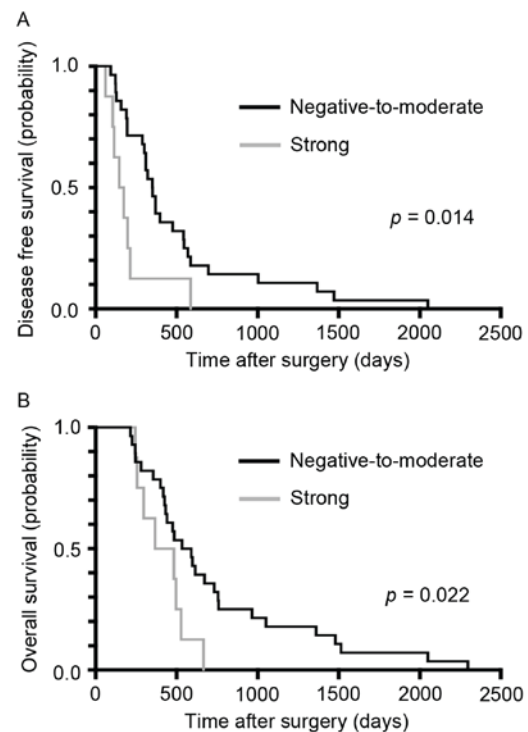 A
Disease free survival (probability)
1.0
0.5
0.0
Negative-to-moderate
Strong
p = 0.014
0 500 1000 1500 2000 2500
Time after surgery (days)
B
Overall survival (probability)
1.0
0.5
0.0
Negative-to-moderate
Strong
p = 0.022
0 500 1000 1500 2000 2500
Time after surgery (days)